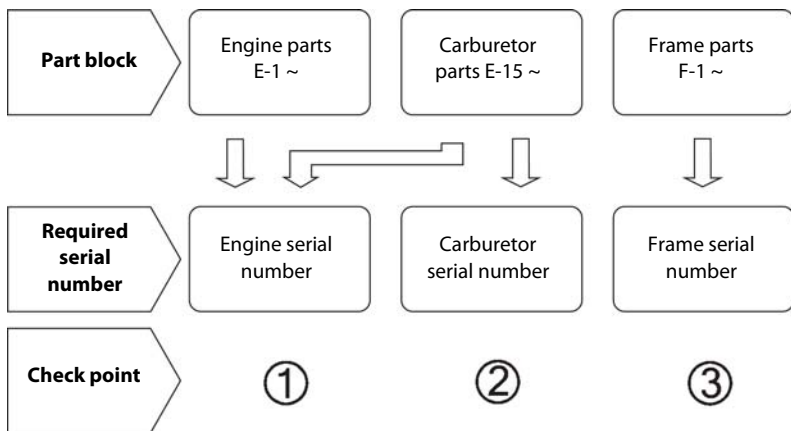 Part block
Engine parts
E-1 ~
Carburetor
parts E-15 ~
Frame parts
F-1 ~
Required
serial
number
Engine serial
number
Carburetor
serial number
Frame serial
number
Check point
①
②
③